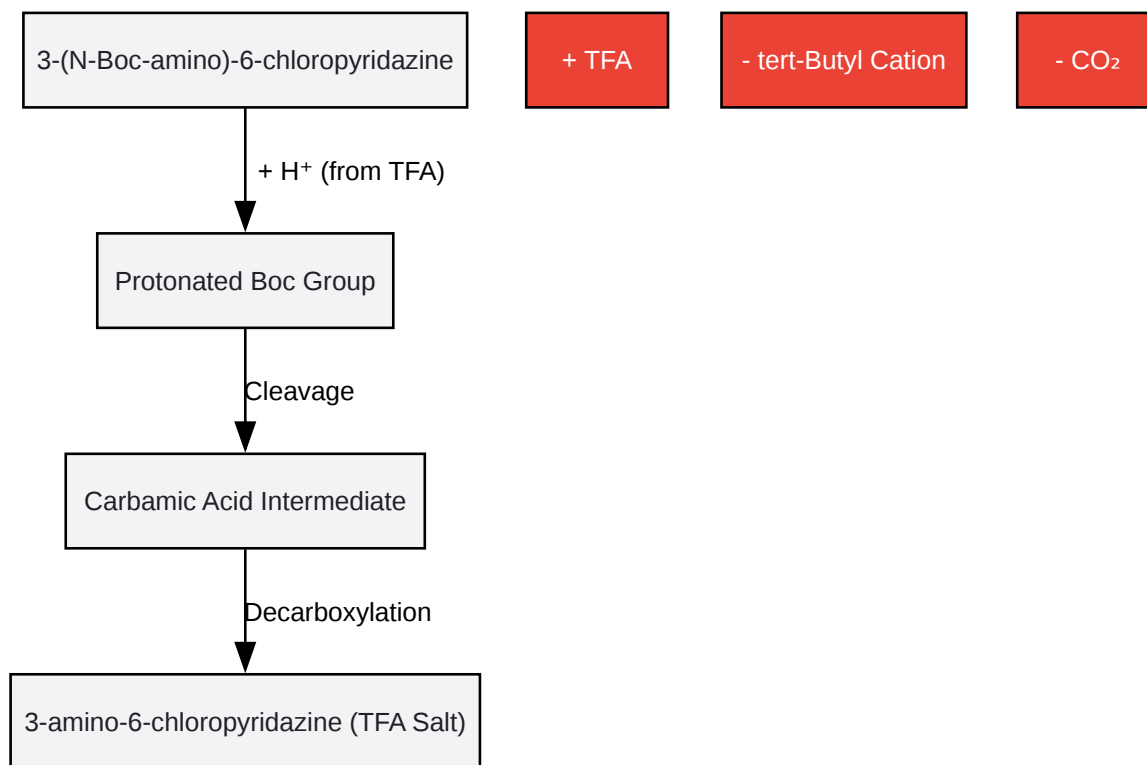 3-(N-Boc-amino)-6-chloropyridazine
+ TFA
- tert-Butyl Cation
- CO₂
+ H⁺ (from TFA)
Protonated Boc Group
Cleavage
Carbamic Acid Intermediate
Decarboxylation
3-amino-6-chloropyridazine (TFA Salt)